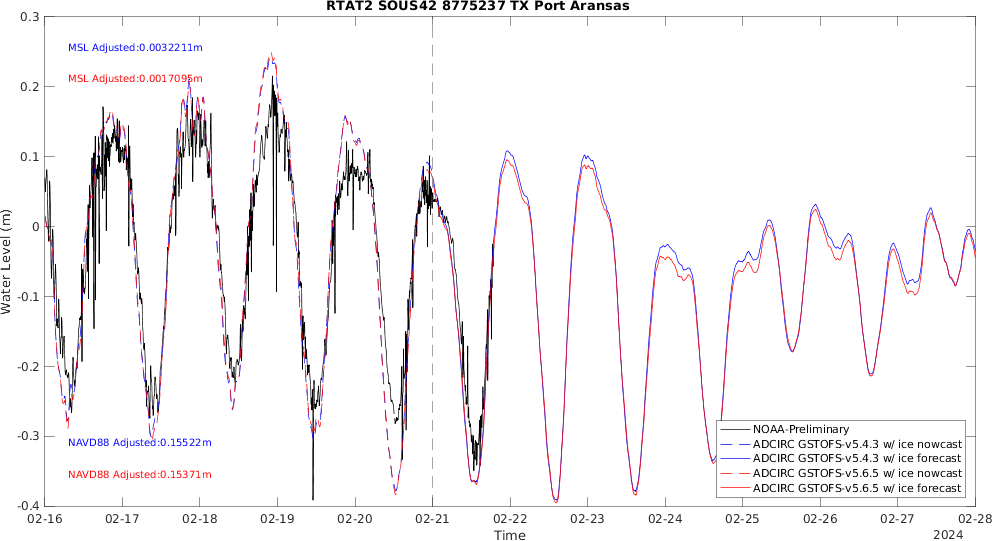 RTAT2 SOUS42 8775237 TX Port Aransas
0.3
0.2
0.1
0
-0.1
-0.2
-0.3
-0.4
Water Level (m)
MSL Adjusted:0.0032211m
MSL Adjusted:0.0017095m
NAVD88 Adjusted:0.15522m
NAVD88 Adjusted:0.15371m
NOAA-Preliminary
ADCIRC GSTOFS-v5.4.3 w/ ice nowcast
ADCIRC GSTOFS-v5.4.3 w/ ice forecast
ADCIRC GSTOFS-v5.6.5 w/ ice nowcast
ADCIRC GSTOFS-v5.6.5 w/ ice forecast
02-16 02-17 02-18 02-19 02-20 02-21 02-22 02-23 02-24 02-25 02-26 02-27 02-28
Time
2024